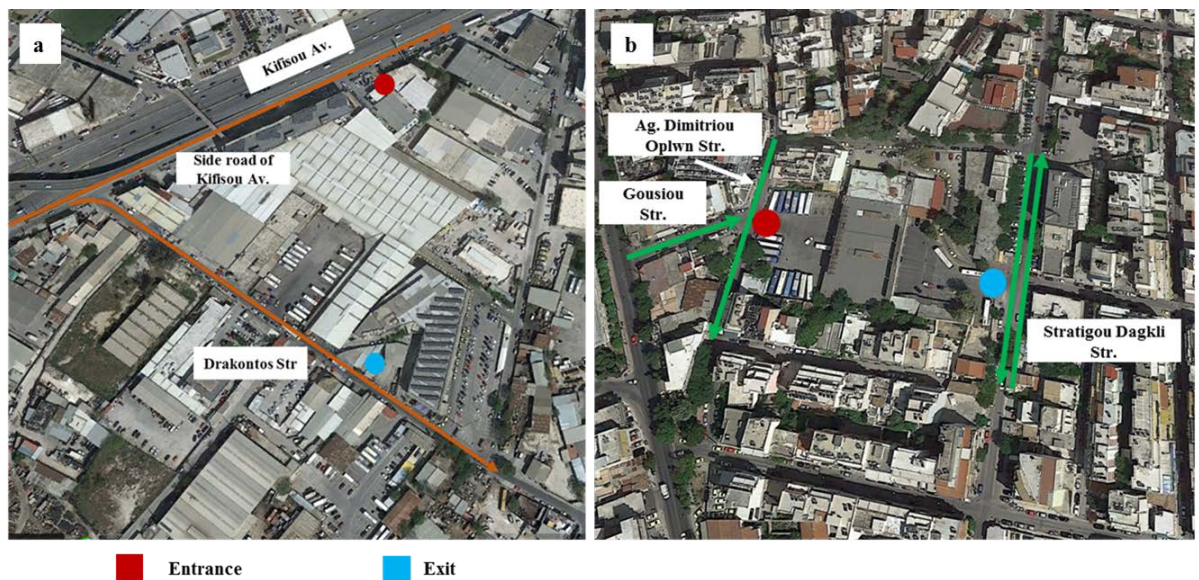 a
Kifisou Av.
Side road of
Kifisou Av.
Drakontos Str
b
Ag. Dimitriou
Oplwn Str.
Gousiou
Str.
Stratigou Dagkli
Str.
Entrance
Exit